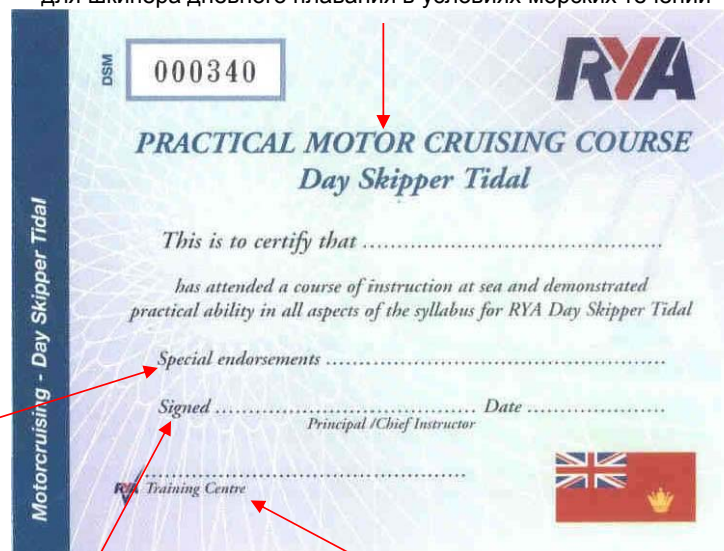 для шкипера дневного плавания в условиях морских течений
DSM
000340
RYA
PRACTICAL MOTOR CRUISING COURSE
Day Skipper Tidal
This is to certify that
has attended a course of instruction at sea and demonstrated
practical ability in all aspects of the syllabus for RYA Day Skipper Tidal
Special endorsements
Signed Date
Principal /Chief Instructor
RYA Training Centre
Motorcruising - Day Skipper Tidal